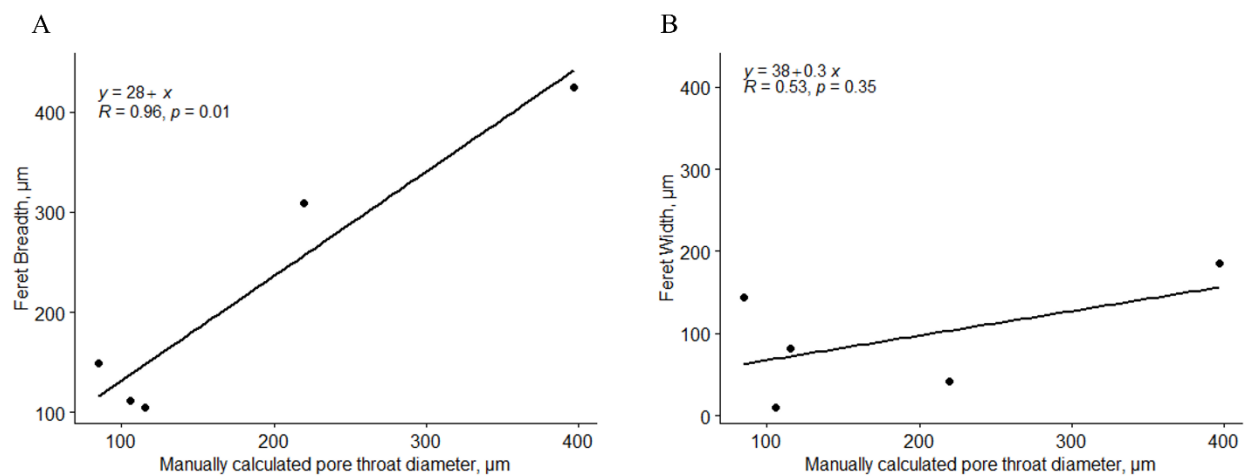 A
y = 28 + x
R = 0.96, p = 0.01
Feret Breadth, µm
400
300
200
100
100 200 300 400
Manually calculated pore throat diameter, µm
B
y = 38 + 0.3 x
R = 0.53, p = 0.35
Feret Width, µm
400
300
200
100
0
100 200 300 400
Manually calculated pore throat diameter, µm